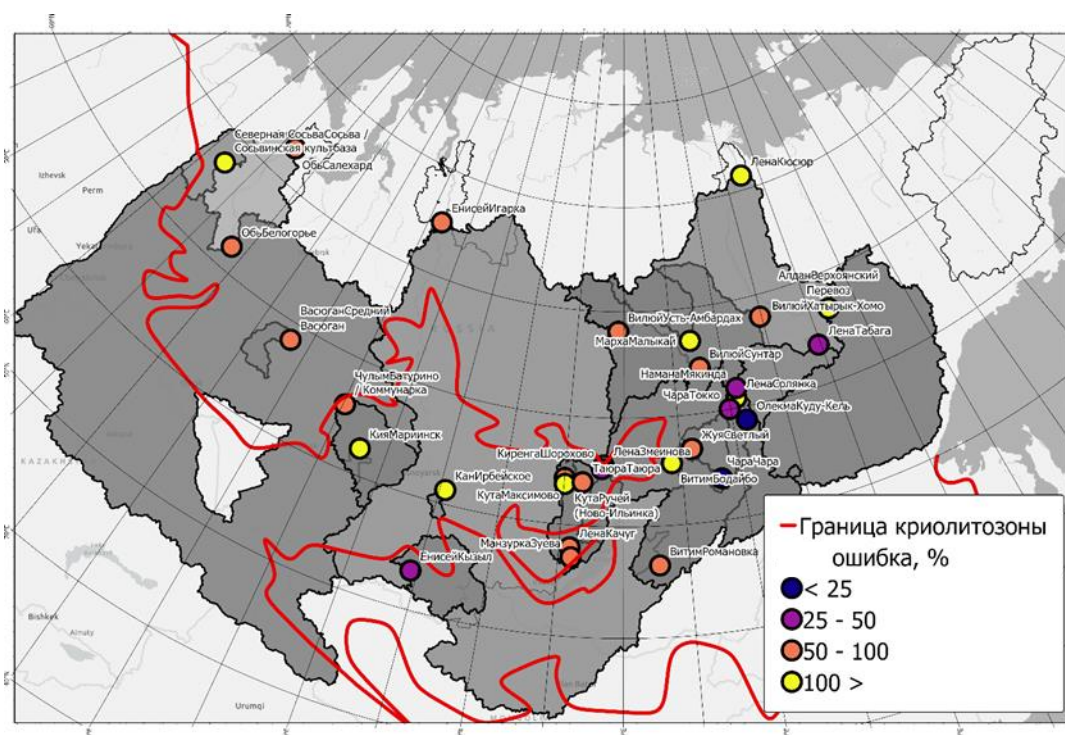 Северная СосьваСосьва /
Сосьвинская культбаза
ОбьСалехард
ЛенаКюсюр
Izhevsk
Perm
ЕнисейИгарка
Ufa
Yekaterinburg
ОбьБелогорье
АлданВерхоянский
Перевоз
ВилюйХатырык-Хомо
ВилюйУсть-Амбардах
RUSSIA
ВасюганСредний
Васюган
МархаМалыкай
ЛенаТабага
ВилюйСунтар
НаманаМякинда
ЧулымБатурино
/ Коммунарка
ЛенаСолянка
ЧараТокко
ОлекмаКуду-Кель
КияМариинск
ЖуяСветлый
КиренгаШорохово
ЛенаЗмеинова
KAZAKH
КанИрбейское
ТаюраТаюра
ЧараЧара
ВитимБодайбо
КутаМаксимово
КутаРучей
(Ново-Ильинка)
ЛенаКачуг
МанзуркаЗуева
ЕнисейКызыл
ВитимРомановка
Bishkek
Almaty
Urumqi
MONGOL
Граница криолитозоны
ошибка, %
< 25
25 - 50
50 - 100
100 >